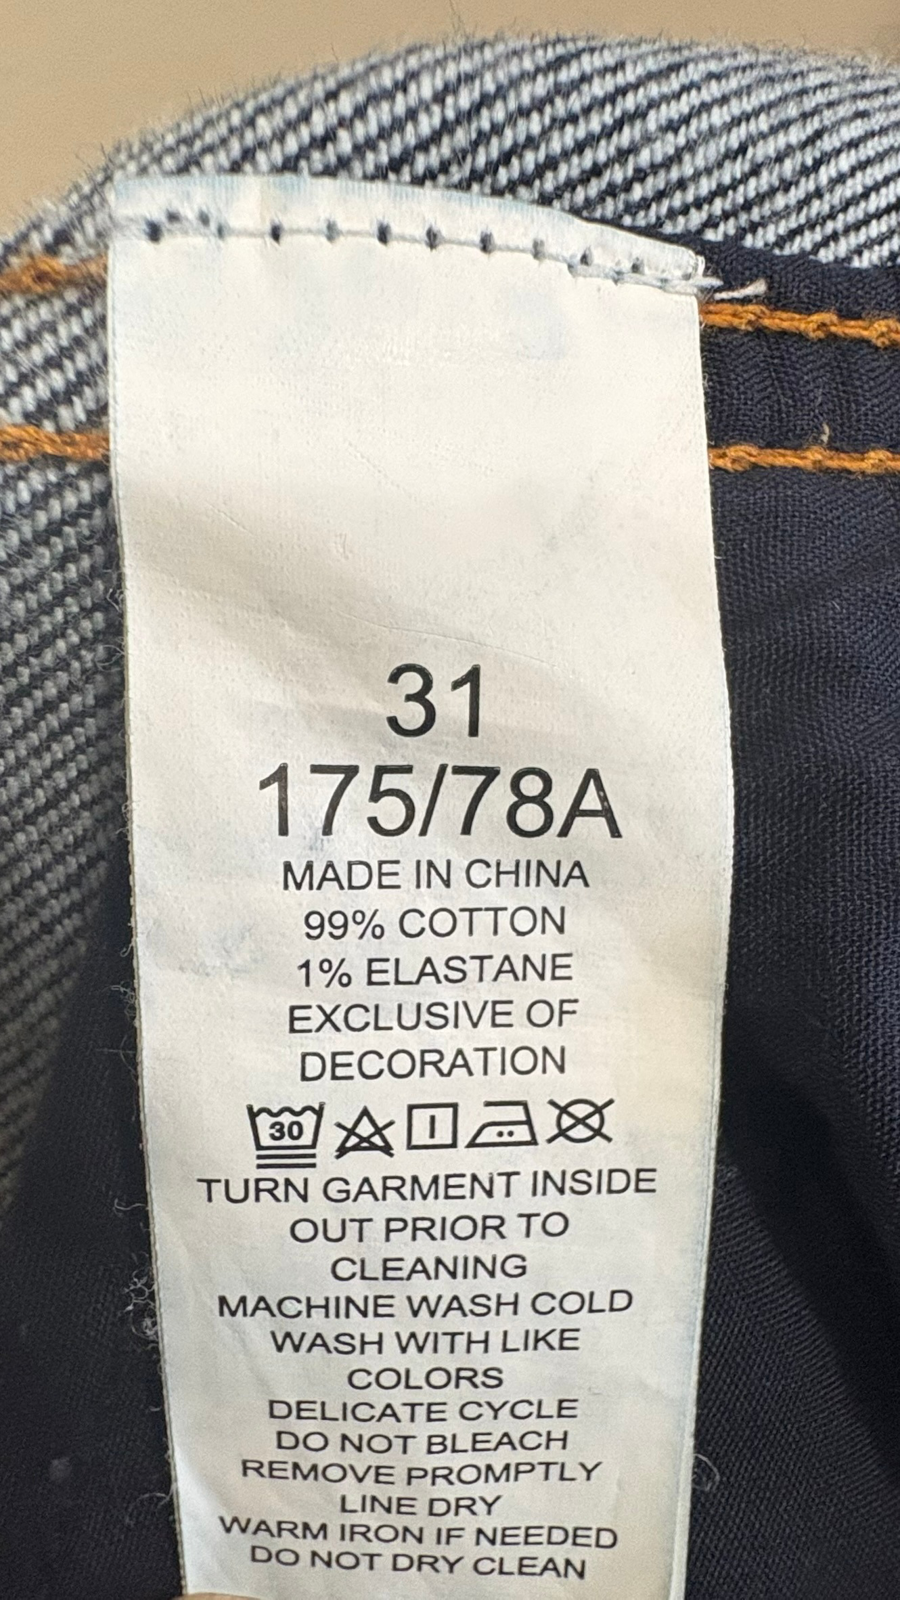 31
175/78A
MADE IN CHINA
99% COTTON
1% ELASTANE
EXCLUSIVE OF
DECORATION
30
TURN GARMENT INSIDE
OUT PRIOR TO
CLEANING
MACHINE WASH COLD
WASH WITH LIKE
COLORS
DELICATE CYCLE
DO NOT BLEACH
REMOVE PROMPTLY
LINE DRY
WARM IRON IF NEEDED
DO NOT DRY CLEAN